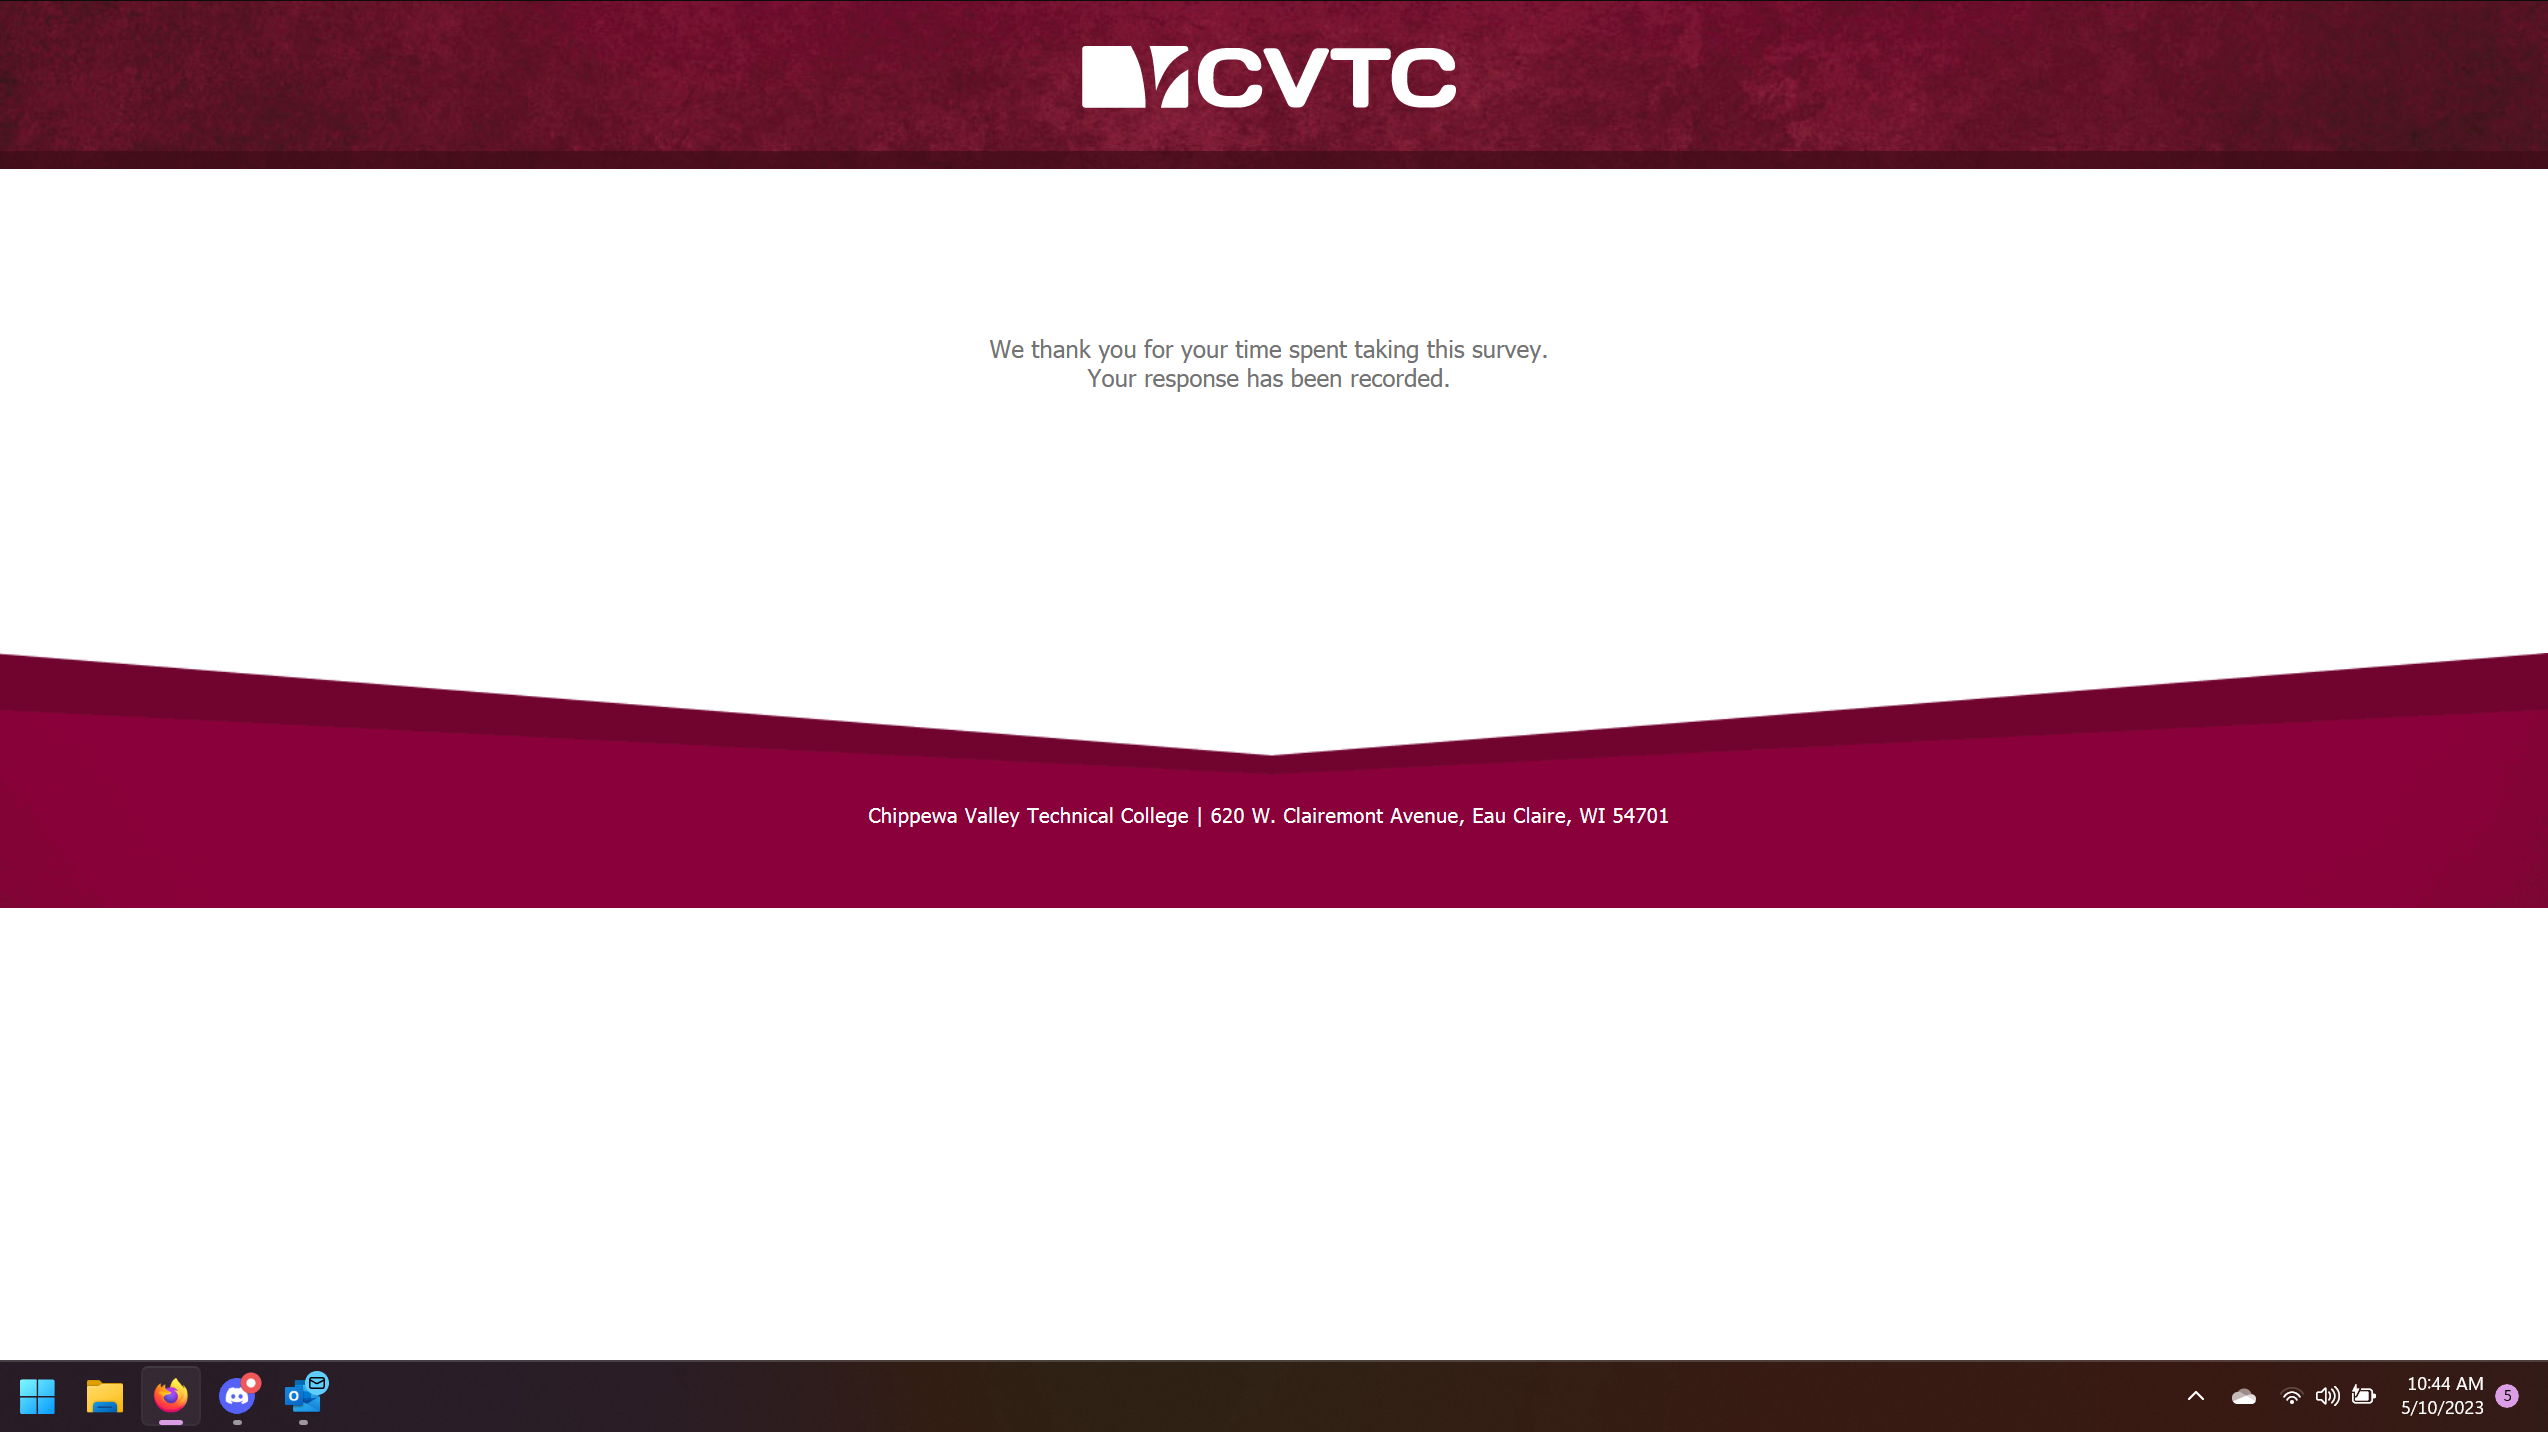 CVTC
We thank you for your time spent taking this survey.
Your response has been recorded.
Chippewa Valley Technical College | 620 W. Clairemont Avenue, Eau Claire, WI 54701
10:44 AM
5/10/2023
5